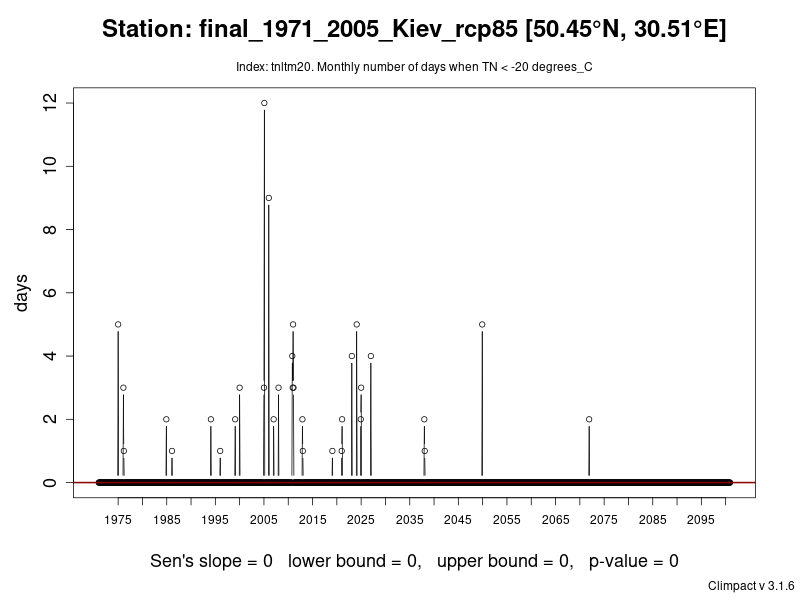 Station: final_1971_2005_Kiev_rcp85 [50.45°N, 30.51°E]
Index: tnltm20. Monthly number of days when TN < -20 degrees_C
days
12
10
8
6
4
2
0
1975 1985 1995 2005 2015 2025 2035 2045 2055 2065 2075 2085 2095
Sen's slope = 0 lower bound = 0, upper bound = 0, p-value = 0
Climpact v 3.1.6